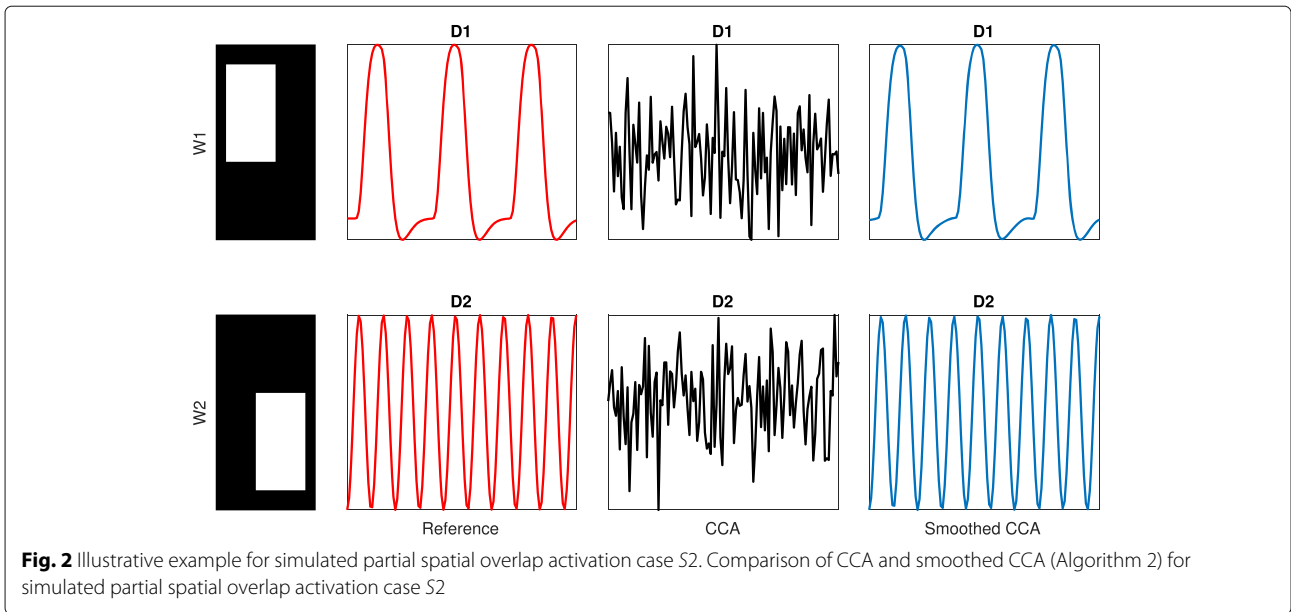 D1
D1
D1
W1
D2
D2
D2
W2
Reference
CCA
Smoothed CCA
Fig. 2 Illustrative example for simulated partial spatial overlap activation case S2. Comparison of CCA and smoothed CCA (Algorithm 2) for
simulated partial spatial overlap activation case S2